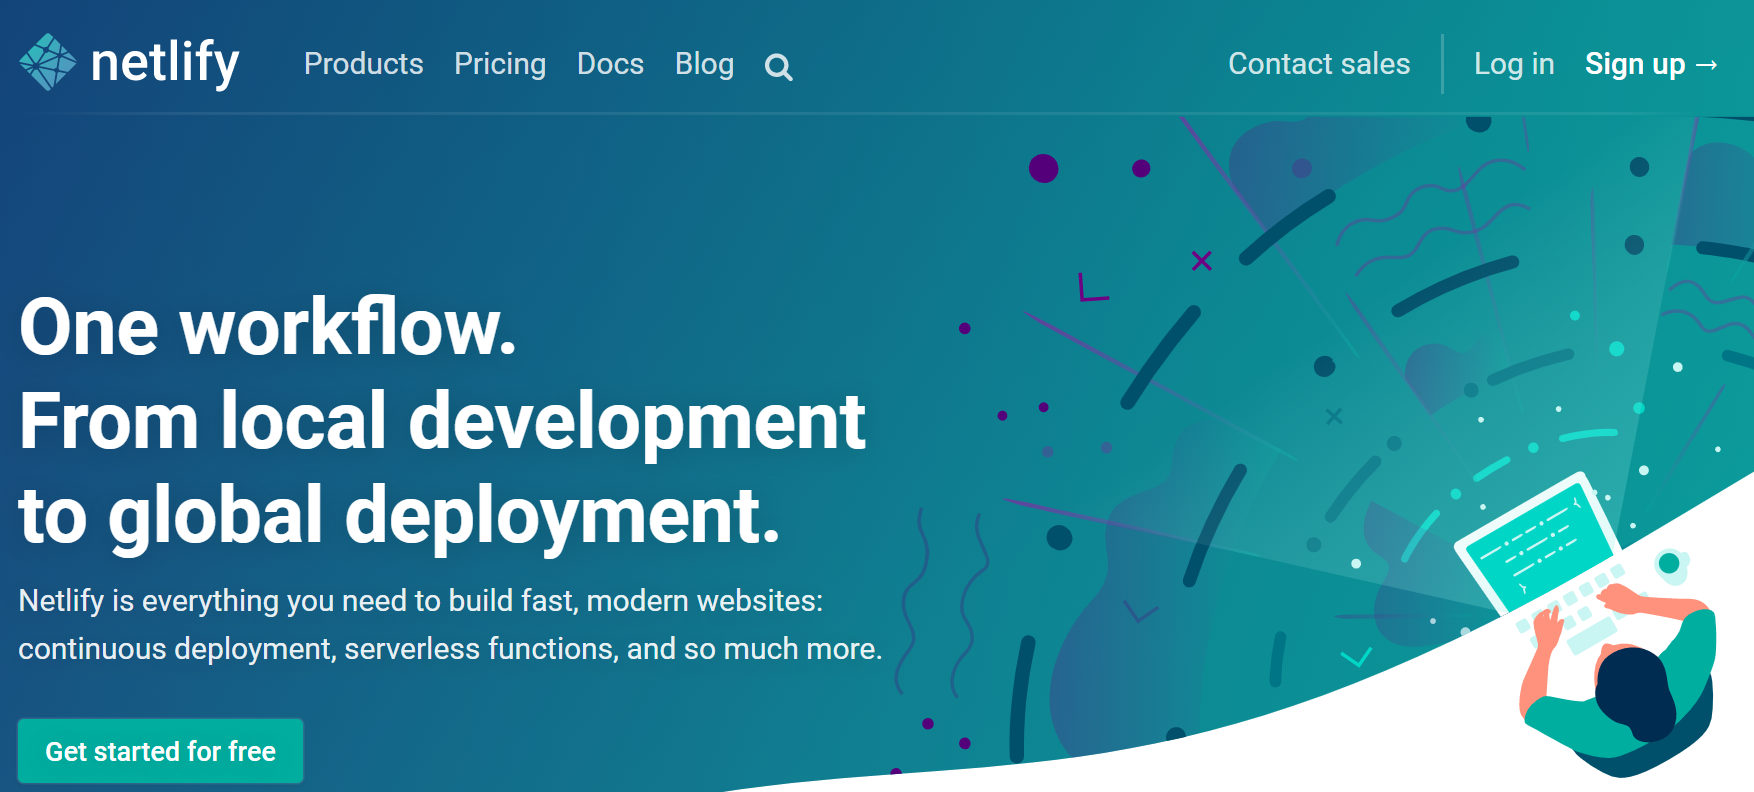 netlify Products Pricing Docs Blog Contact sales Log in Sign up →
One workflow.
From local development
to global deployment.
Netlify is everything you need to build fast, modern websites:
continuous deployment, serverless functions, and so much more.
Get started for free